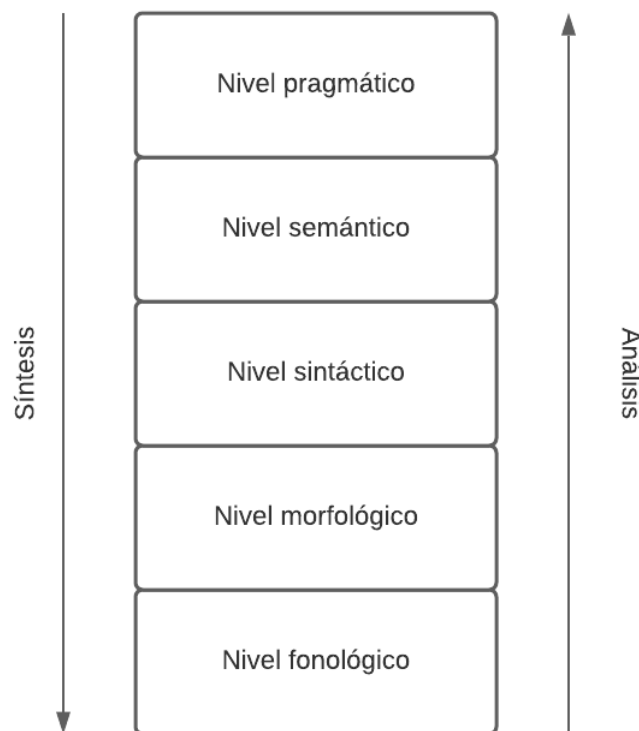 Nivel pragmático
Nivel semántico
Síntesis
Nivel sintáctico
Análisis
Nivel morfológico
Nivel fonológico